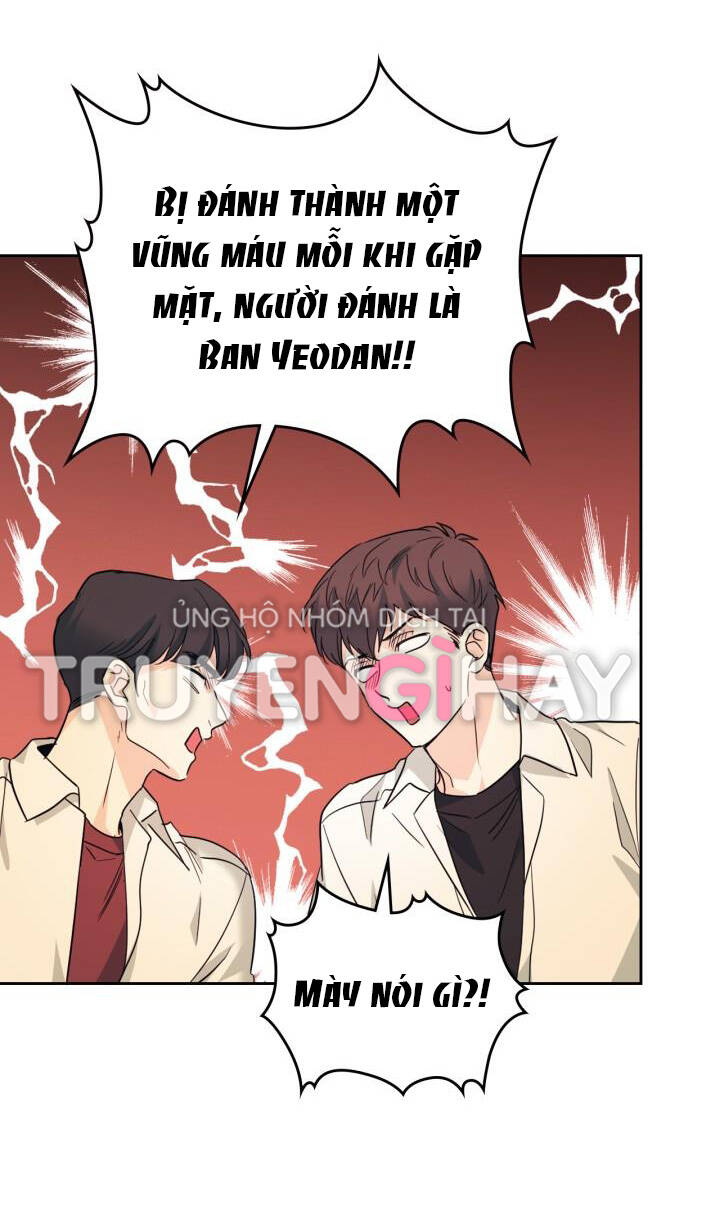 BỊ ĐÁNH THÀNH MỘT
VŨNG MÁU MỖI KHI GẶP
MẶT, NGƯỜI ĐÁNH LÀ
BAN YEODAN!!
ỦNG HỘ NHÓM DỊCH TẠI
TRUYENGIHAY
MÀY NÓI GÌ?!